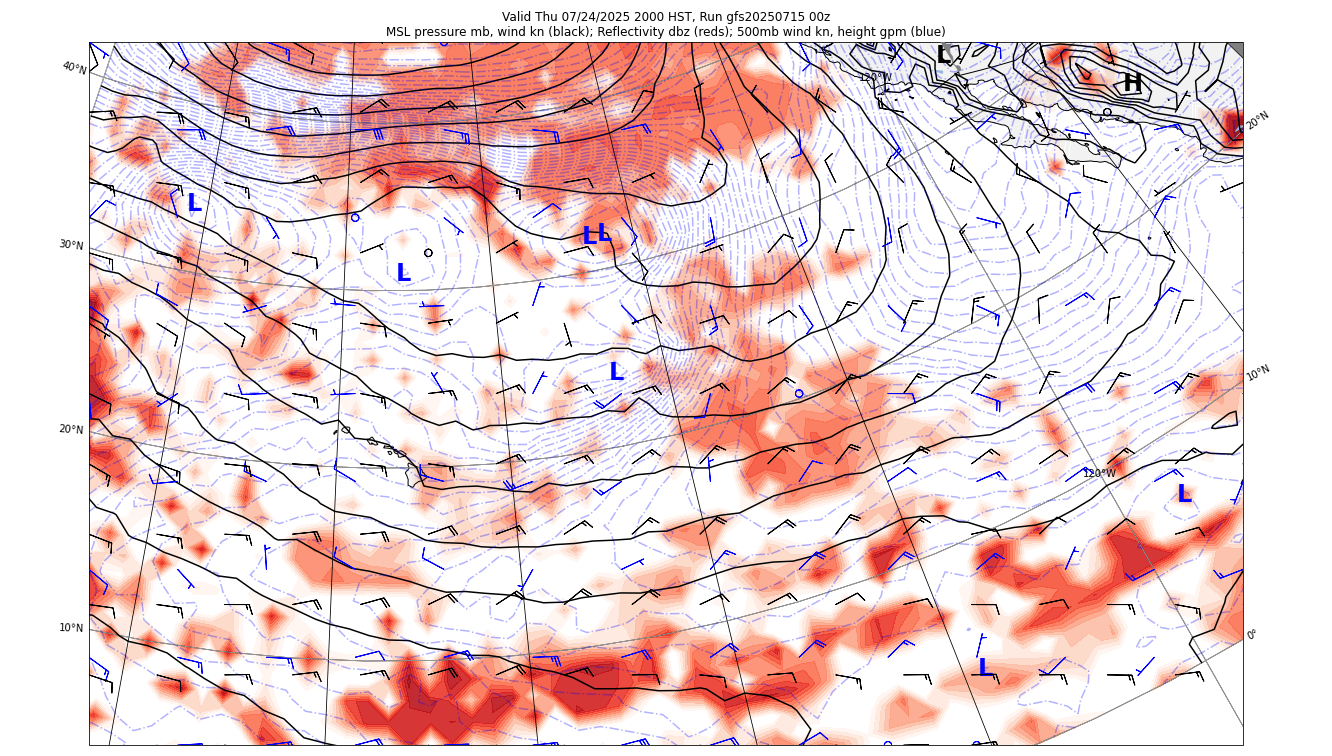 Valid Thu 07/24/2025 2000 HST, Run gfs20250715 00z
MSL pressure mb, wind kn (black); Reflectivity dbz (reds); 500mb wind kn, height gpm (blue)
L
H
120°W
40°N
20°N
L
L
L
30°N
L
L
10°N
20°N
120°W
L
10°N
0°
L